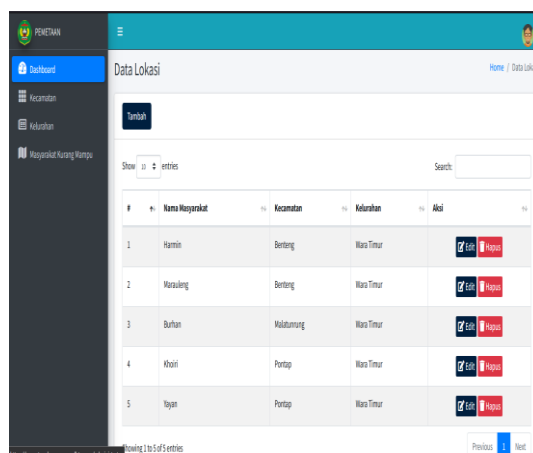 PEMETAAN
Dashboard
Kecamatan
Kelurahan
Masyarakat Kurang Mampu
Data Lokasi
Home / Data Lok
Tambah
Show 10 entries
Search:
# Nama Masyarakat Kecamatan Kelurahan Aksi
1 Harmin Benteng Wara Timur Edit Hapus
2 Marauleng Benteng Wara Timur Edit Hapus
3 Burhan Malatunrung Wara Timur Edit Hapus
4 Khoiri Pontap Wara Timur Edit Hapus
5 Yayan Pontap Wara Timur Edit Hapus
Showing 1 to 5 of 5 entries
Previous 1 Next